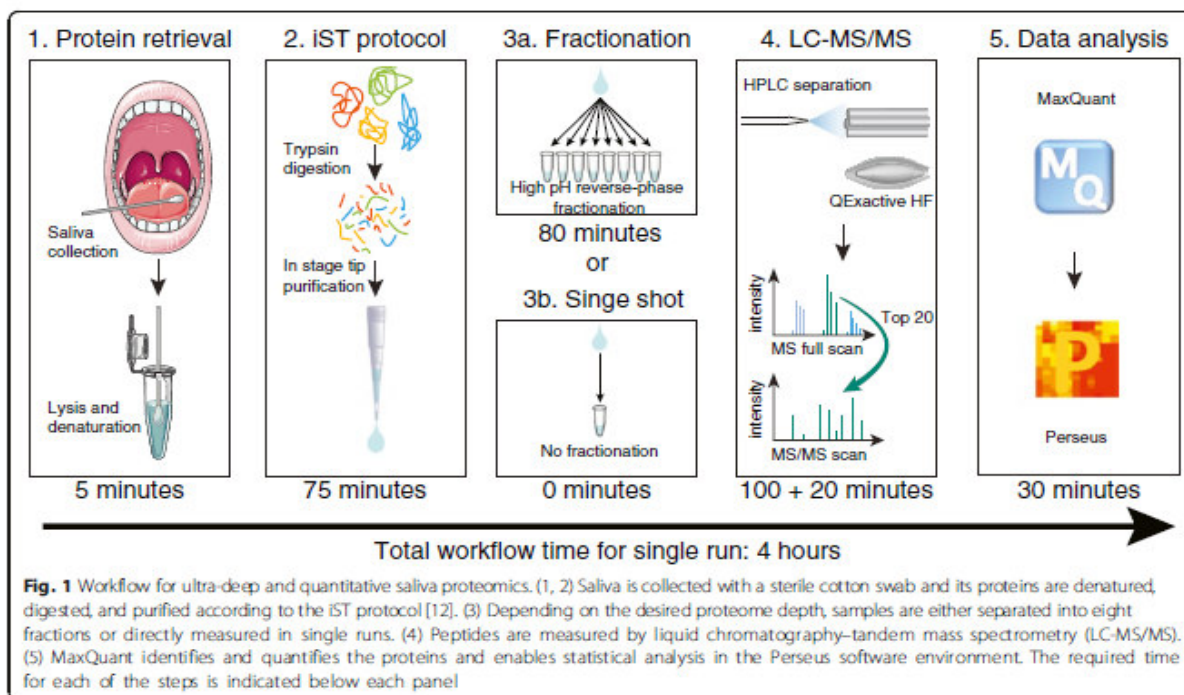 1. Protein retrieval
Saliva
collection
Lysis and
denaturation
5 minutes
2. iST protocol
Trypsin
digestion
In stage tip
purification
75 minutes
3a. Fractionation
High pH reverse-phase
fractionation
80 minutes
or
3b. Singe shot
No fractionation
0 minutes
4. LC-MS/MS
HPLC separation
QExactive HF
intensity
Top 20
MS full scan
intensity
MS/MS scan
100 + 20 minutes
5. Data analysis
MaxQuant
M
Q
P
Perseus
30 minutes
Total workflow time for single run: 4 hours
Fig. 1 Workflow for ultra-deep and quantitative saliva proteomics. (1, 2) Saliva is collected with a sterile cotton swab and its proteins are denatured,
digested, and purified according to the iST protocol [12]. (3) Depending on the desired proteome depth, samples are either separated into eight
fractions or directly measured in single runs. (4) Peptides are measured by liquid chromatography–tandem mass spectrometry (LC-MS/MS).
(5) MaxQuant identifies and quantifies the proteins and enables statistical analysis in the Perseus software environment. The required time
for each of the steps is indicated below each panel